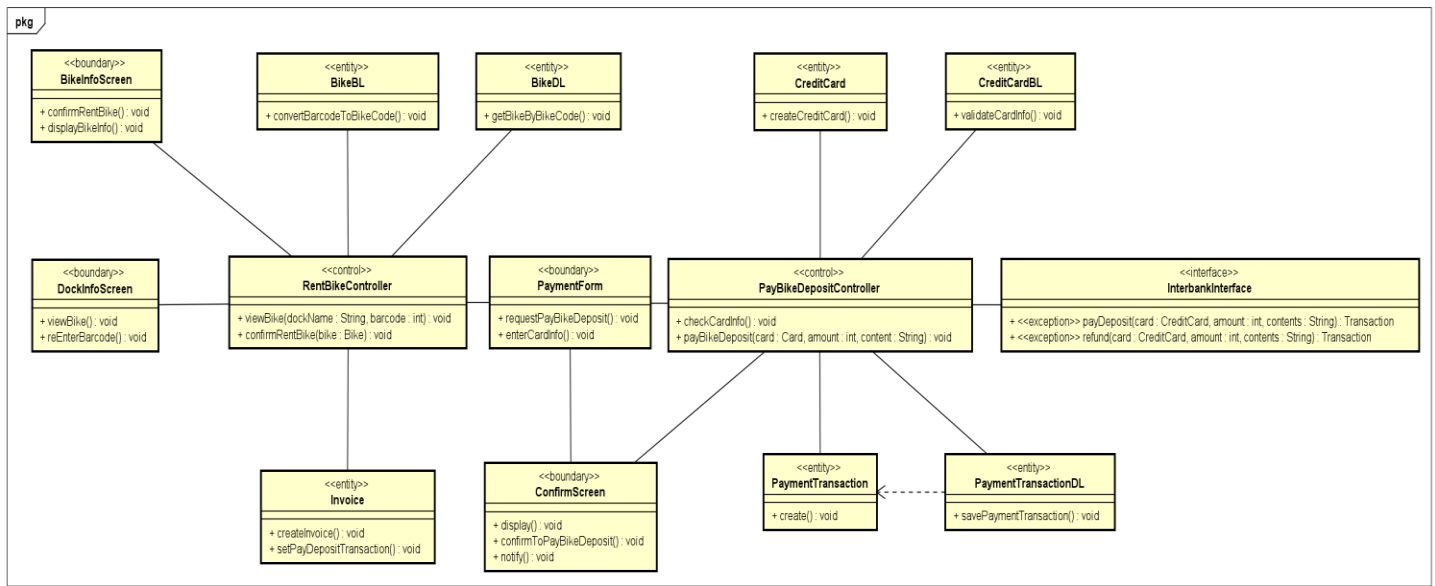 pkg
<<boundary>>
BikeInfoScreen
+ confirmRentBike() : void
+ displayBikeInfo() : void
<<entity>>
BikeBL
+ convertBarcodeToBikeCode() : void
<<entity>>
BikeDL
+ getBikeByBikeCode() : void
<<entity>>
CreditCard
+ createCreditCard() : void
<<entity>>
CreditCardBL
+ validateCardInfo() : void
<<boundary>>
DockInfoScreen
+ viewBike() : void
+ reEnterBarcode() : void
<<control>>
RentBikeController
+ viewBike(dockName : String, barcode : int) : void
+ confirmRentBike(bike : Bike) : void
<<boundary>>
PaymentForm
+ requestPayBikeDeposit() : void
+ enterCardInfo() : void
<<control>>
PayBikeDepositController
+ checkCardInfo() : void
+ payBikeDeposit(card : Card, amount : int, content : String) : void
<<interface>>
InterbankInterface
+ <<exception>> payDeposit(card : CreditCard, amount : int, contents : String) : Transaction
+ <<exception>> refund(card : CreditCard, amount : int, contents : String) : Transaction
<<entity>>
Invoice
+ createInvoice() : void
+ setPayDepositTransaction() : void
<<boundary>>
ConfirmScreen
+ display() : void
+ confirmToPayBikeDeposit() : void
+ notify() : void
<<entity>>
PaymentTransaction
+ create() : void
<<entity>>
PaymentTransactionDL
+ savePaymentTransaction() : void